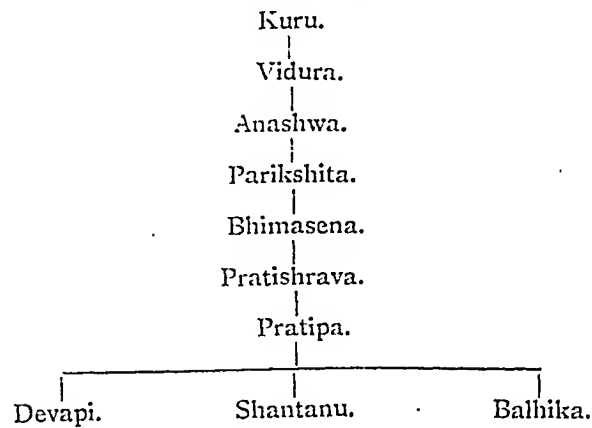 Kuru.
Vidura.
Anashwa.
Parikshita.
Bhimasena.
Pratishrava.
Pratipa.
Devapi. Shantanu. Balhika.